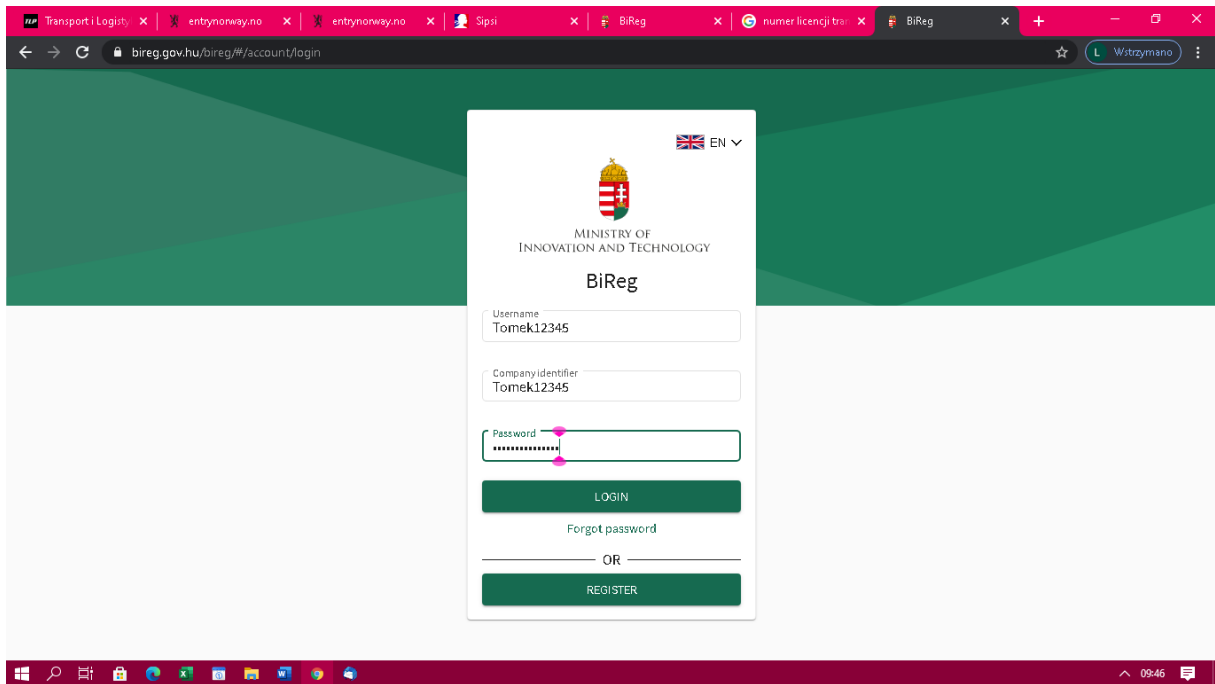 Transport i Logisty
entrynorway.no
entrynorway.no
Sipsi
BiReg
numer licencji tran
BiReg
bireg.gov.hu/bireg/#/account/login
L Wstrzymano
EN
MINISTRY OF
INNOVATION AND TECHNOLOGY
BiReg
Username
Tomek12345
Company identifier
Tomek12345
Password
•••••••••••••••
LOGIN
Forgot password
OR
REGISTER
09:46